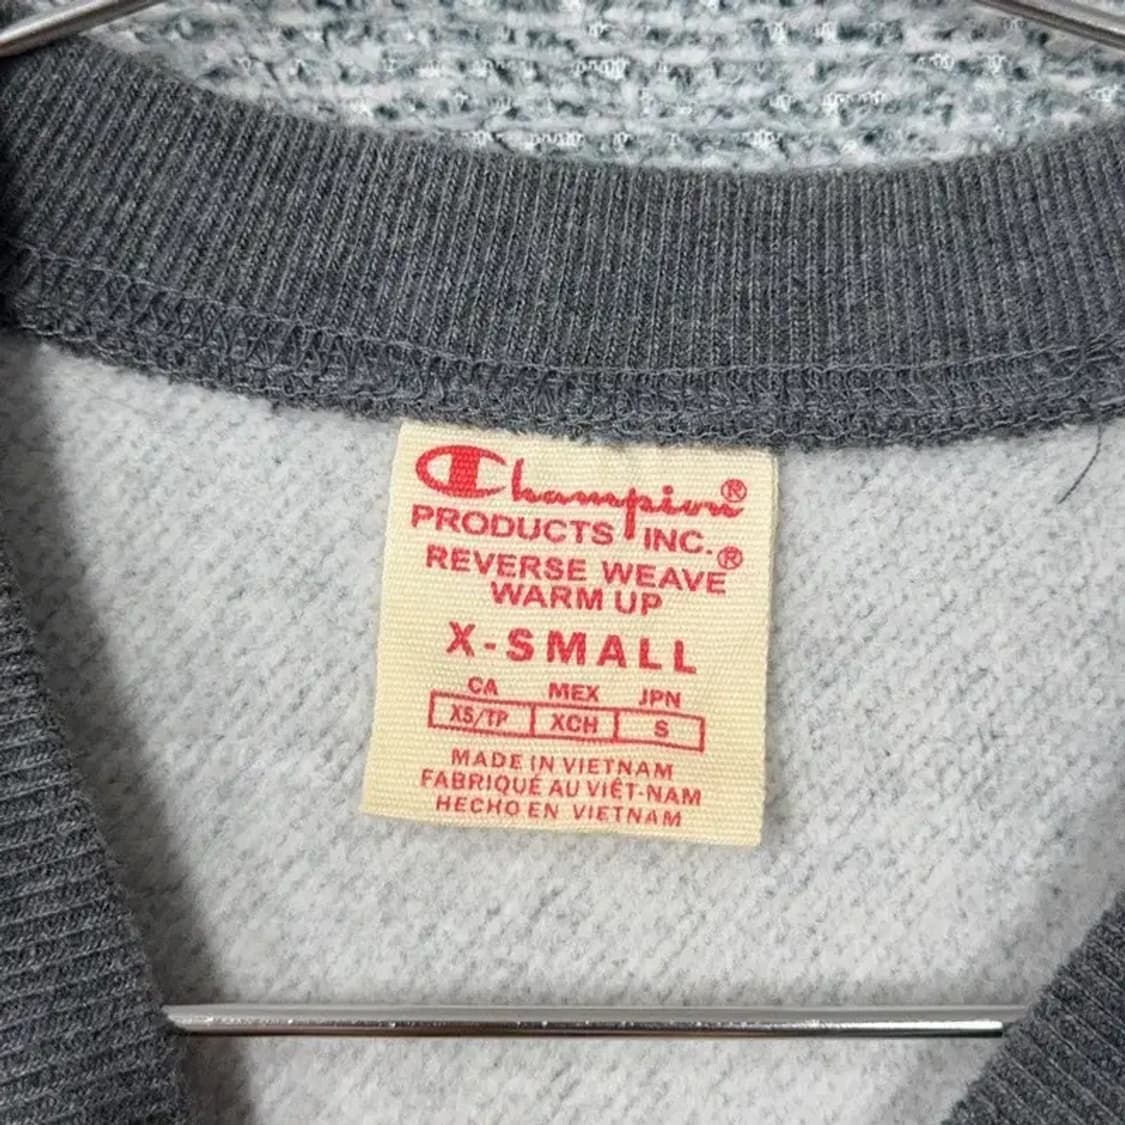 Champion®
PRODUCTS INC.
REVERSE WEAVE®
WARM UP
X-SMALL
CA MEX JPN
XS/TP XCH S
MADE IN VIETNAM
FABRIQUÉ AU VIÊT-NAM
HECHO EN VIETNAM